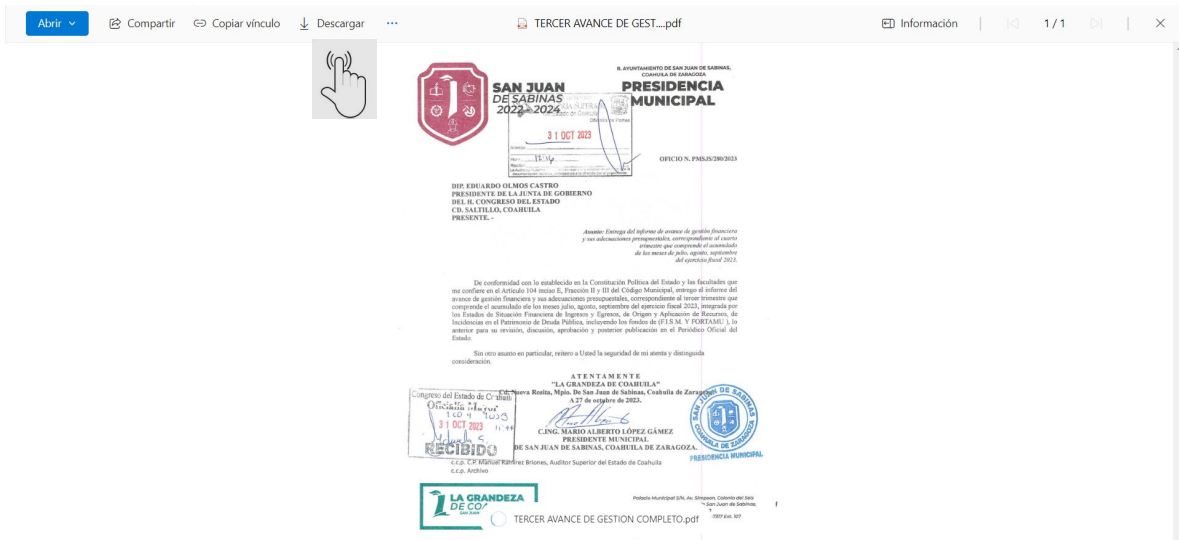 Abrir
Compartir
Copiar vínculo
Descargar
TERCER AVANCE DE GEST....pdf
Información
1 / 1
R. AYUNTAMIENTO DE SAN JUAN DE SABINAS,
COAHUILA DE ZARAGOZA
SAN JUAN
DE SABINAS
2022 - 2024
PRESIDENCIA
MUNICIPAL
Oficialía de Partes
31 OCT 2023
12:16
OFICIO N. PMSJS/280/2023
DIP. EDUARDO OLMOS CASTRO
PRESIDENTE DE LA JUNTA DE GOBIERNO
DEL H. CONGRESO DEL ESTADO
CD. SALTILLO, COAHUILA
PRESENTE. -
Asunto: Entrega del informe de avance de gestión financiera
y sus adecuaciones presupuestales, correspondiente al cuarto
trimestre que comprende el acumulado
de los meses de julio, agosto, septiembre
del ejercicio fiscal 2023.
De conformidad con lo establecido en la Constitución Política del Estado y las facultades que
me confiere en el Artículo 104 inciso E, Fracción II y III del Código Municipal, entrego al informe del
avance de gestión financiera y sus adecuaciones presupuestales, correspondiente al tercer trimestre que
comprende el acumulado ele los meses julio, agosto, septiembre del ejercicio fiscal 2023, integrada por
los Estados de Situación Financiera de Ingresos y Egresos, de Origen y Aplicación de Recursos, de
Incidencias en el Patrimonio de Deuda Pública, incluyendo los fondos de (F.I.S.M. Y FORTAMU ), lo
anterior para su revisión, discusión, aprobación y posterior publicación en el Periódico Oficial del
Estado.
Sin otro asunto en particular, reitero a Usted la seguridad de mi atenta y distinguida
consideración.
A T E N T A M E N T E
"LA GRANDEZA DE COAHUILA"
Cd. Nueva Rosita, Mpio. De San Juan de Sabinas, Coahuila de Zaragoza
A 27 de octubre de 2023.
Congreso del Estado de Coahuila
Oficialía Mayor
31 OCT 2023
RECIBIDO
C.ING. MARIO ALBERTO LÓPEZ GÁMEZ
PRESIDENTE MUNICIPAL
DE SAN JUAN DE SABINAS, COAHUILA DE ZARAGOZA.
PRESIDENCIA MUNICIPAL
c.c.p. C.P. Manuel Ramírez Briones, Auditor Superior del Estado de Coahuila
c.c.p. Archivo
LA GRANDEZA
DE CO
San Juan
Palacio Municipal S/N, Av. Simpson, Colonia del Seis
San Juan de Sabinas,
TERCER AVANCE DE GESTION COMPLETO.pdf
Ext. 107